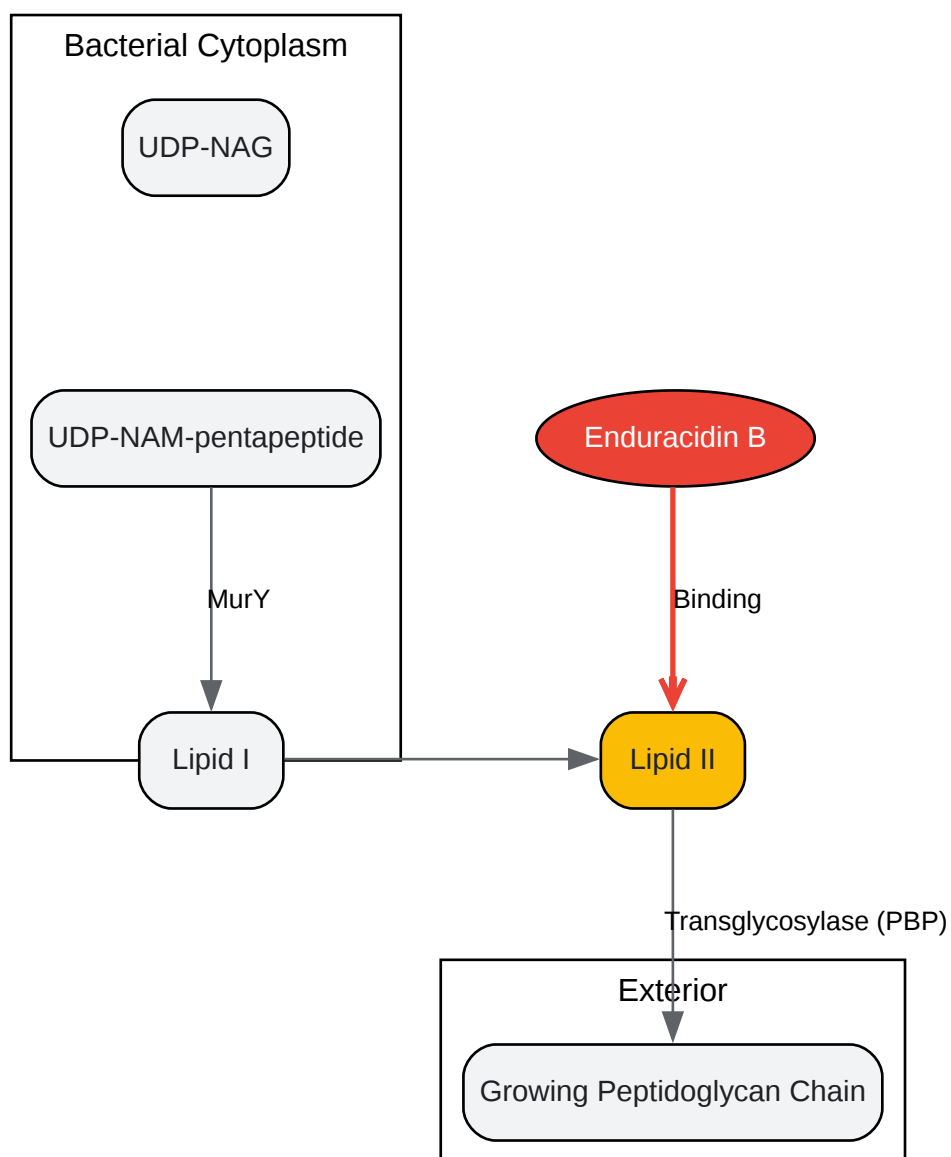 Bacterial Cytoplasm
UDP-NAG
UDP-NAM-pentapeptide
Enduracidin B
MurY
Binding
Lipid I
Lipid II
Transglycosylase (PBP)
Exterior
Growing Peptidoglycan Chain